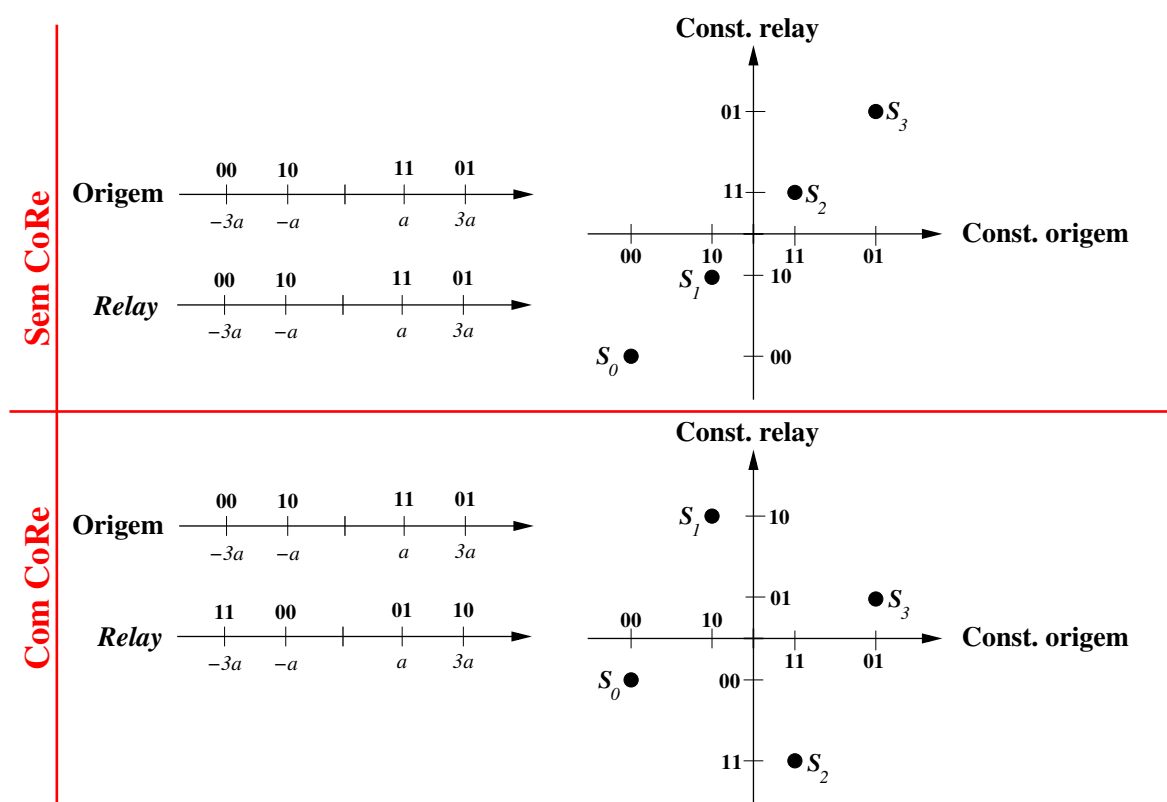 Sem CoRe
00 10 11 01
Origem
−3a −a a 3a
00 10 11 01
Relay
−3a −a a 3a
Const. relay
01
S3
11
S2
Const. origem
00 10 11 01
S1
10
S0
00
Com CoRe
00 10 11 01
Origem
−3a −a a 3a
11 00 01 10
Relay
−3a −a a 3a
Const. relay
S1
10
00 10
01
S3
Const. origem
11 01
S0
00
11
S2